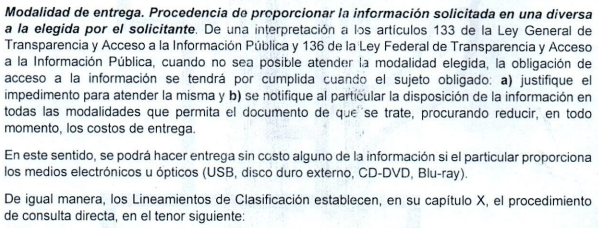 Modalidad de entrega. Procedencia de proporcionar la información solicitada en una diversa
a la elegida por el solicitante. De una interpretación a los artículos 133 de la Ley General de
Transparencia y Acceso a la Información Pública y 136 de la Ley Federal de Transparencia y Acceso
a la Información Pública, cuando no sea posible atender la modalidad elegida, la obligación de
acceso a la información se tendrá por cumplida cuando el sujeto obligado: a) justifique el
impedimento para atender la misma y b) se notifique al particular la disposición de la información en
todas las modalidades que permita el documento de que se trate, procurando reducir, en todo
momento, los costos de entrega.
En este sentido, se podrá hacer entrega sin costo alguno de la información si el particular proporciona
los medios electrónicos u ópticos (USB, disco duro externo, CD-DVD, Blu-ray).
De igual manera, los Lineamientos de Clasificación establecen, en su capítulo X, el procedimiento
de consulta directa, en el tenor siguiente: